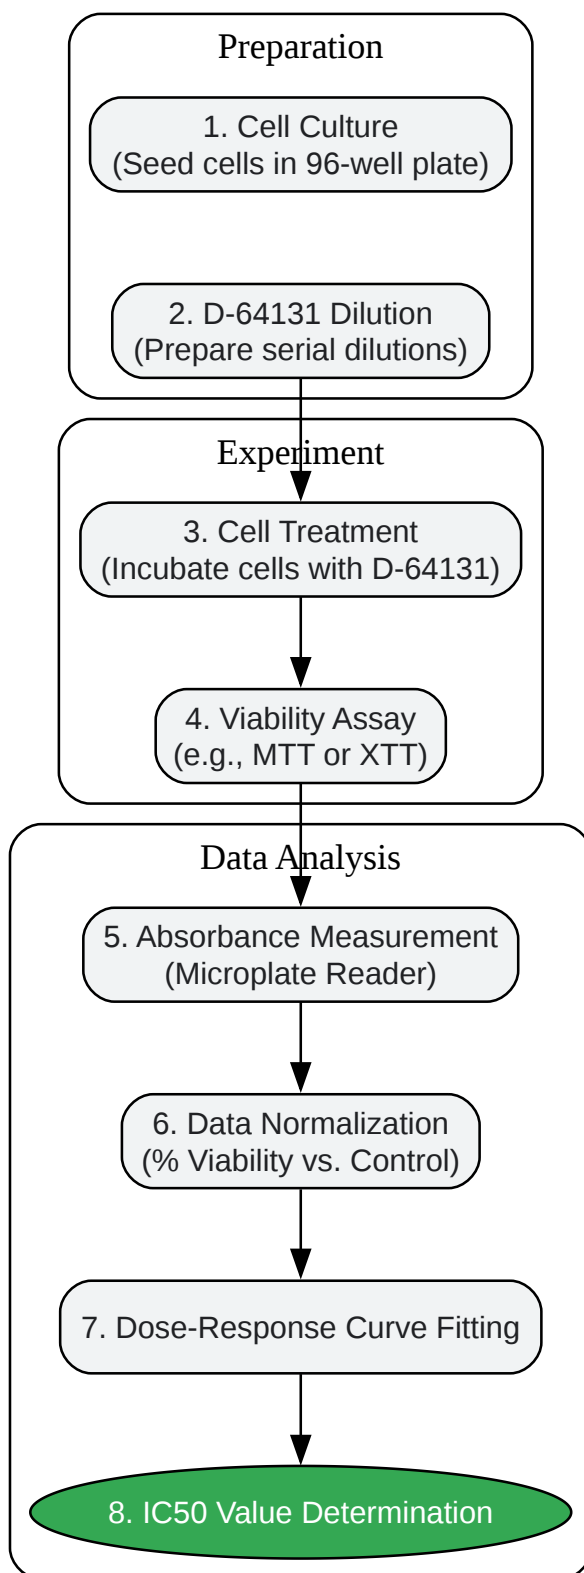 Preparation
1. Cell Culture
(Seed cells in 96-well plate)
2. D-64131 Dilution
(Prepare serial dilutions)
Experiment
3. Cell Treatment
(Incubate cells with D-64131)
4. Viability Assay
(e.g., MTT or XTT)
Data Analysis
5. Absorbance Measurement
(Microplate Reader)
6. Data Normalization
(% Viability vs. Control)
7. Dose-Response Curve Fitting
8. IC50 Value Determination